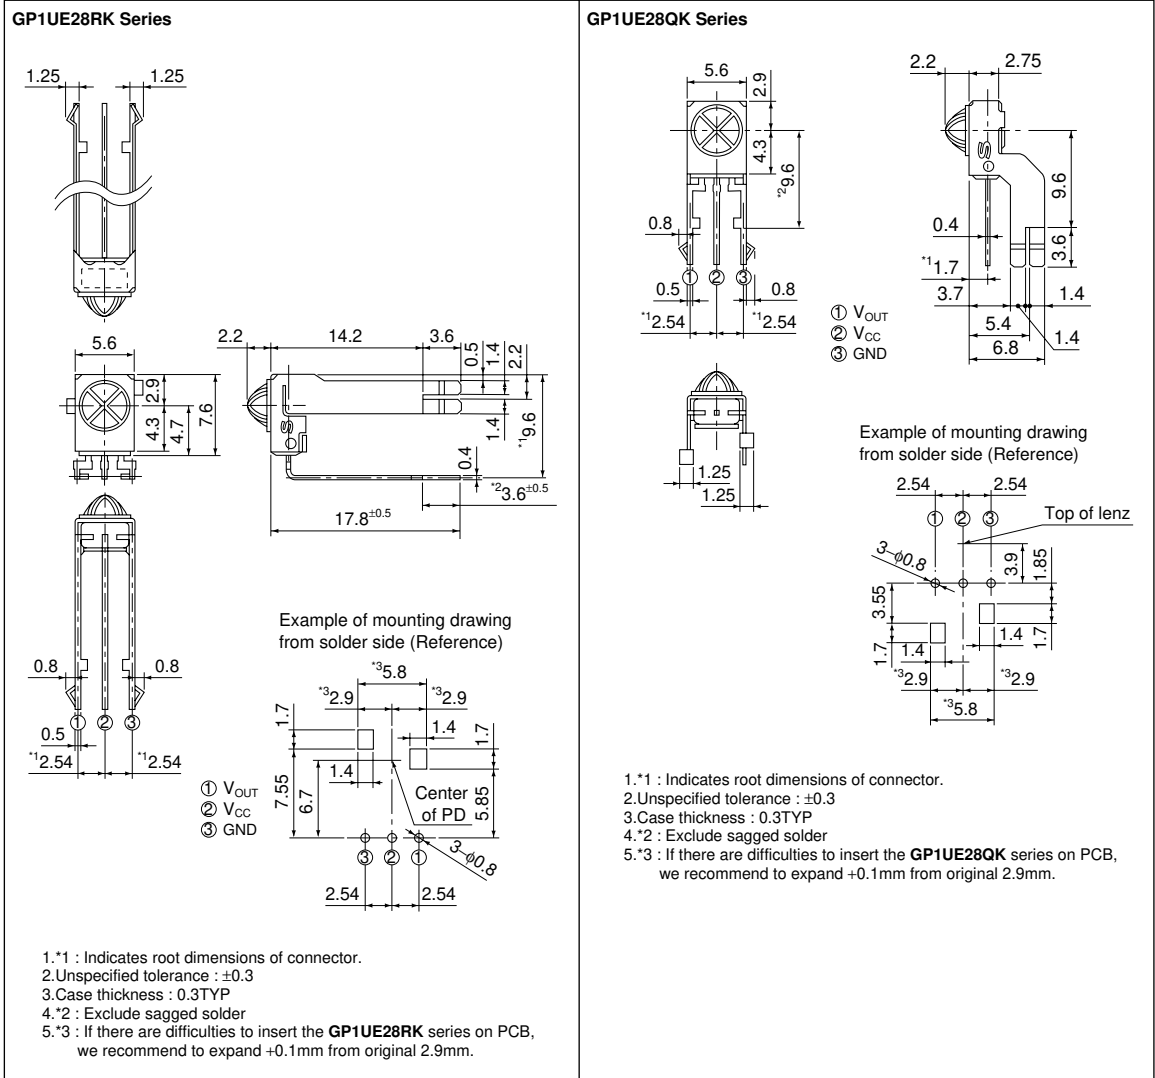 GP1UE28RK Series
1.25
1.25
5.6
2.9
4.3
4.7
7.6
2.2
14.2
3.6
0.5
1.4
2.2
1.4
*19.6
0.4
*23.6±0.5
17.8±0.5
0.8
0.8
① ② ③
0.5
*12.54
*12.54
① VOUT
② VCC
③ GND
Example of mounting drawing
from solder side (Reference)
*35.8
*32.9
*32.9
1.7
1.4
1.7
1.4
7.55
6.7
Center
of PD
5.85
③ ② ①
3–φ0.8
2.54
2.54
1.*1 : Indicates root dimensions of connector.
2.Unspecified tolerance : ±0.3
3.Case thickness : 0.3TYP
4.*2 : Exclude sagged solder
5.*3 : If there are difficulties to insert the GP1UE28RK series on PCB,
we recommend to expand +0.1mm from original 2.9mm.
GP1UE28QK Series
5.6
2.9
4.3
*29.6
0.8
① ② ③
0.5
0.8
*12.54
*12.54
2.2
2.75
9.6
0.4
3.6
*11.7
3.7
1.4
5.4
1.4
6.8
① VOUT
② VCC
③ GND
1.25
1.25
Example of mounting drawing
from solder side (Reference)
2.54
2.54
① ② ③
Top of lenz
3–φ0.8
3.9
1.85
3.55
1.7
1.4
1.4
1.7
*32.9
*32.9
*35.8
1.*1 : Indicates root dimensions of connector.
2.Unspecified tolerance : ±0.3
3.Case thickness : 0.3TYP
4.*2 : Exclude sagged solder
5.*3 : If there are difficulties to insert the GP1UE28QK series on PCB,
we recommend to expand +0.1mm from original 2.9mm.